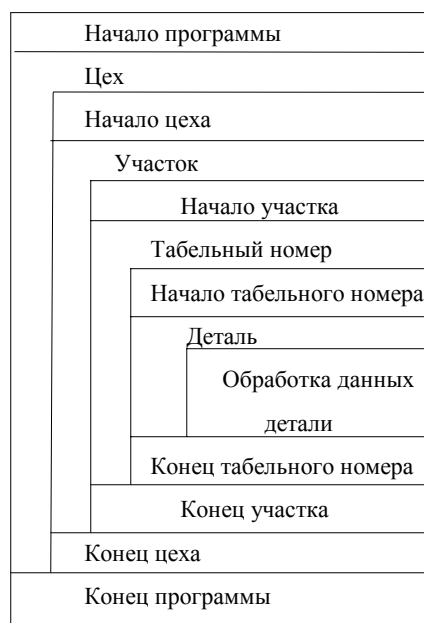 Начало программы
Цех
Начало цеха
Участок
Начало участка
Табельный номер
Начало табельного номера
Деталь
Обработка данных
детали
Конец табельного номера
Конец участка
Конец цеха
Конец программы